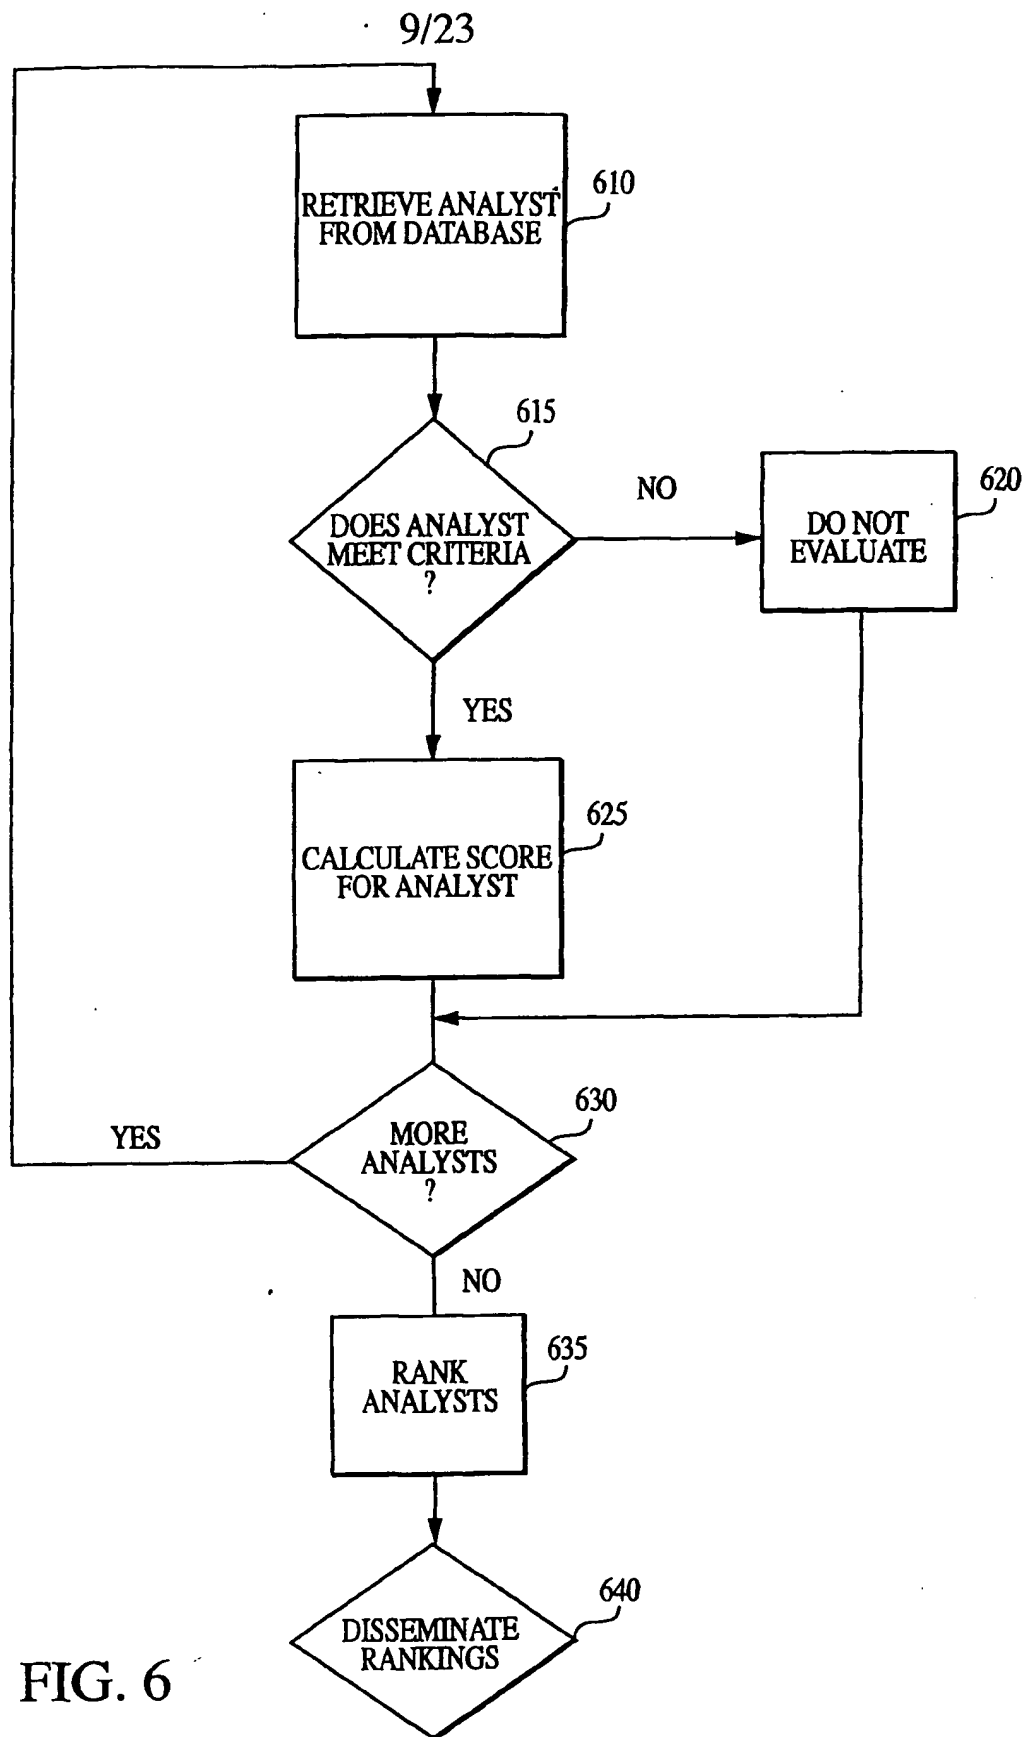 9/23
RETRIEVE ANALYST
FROM DATABASE
610
615
DOES ANALYST
MEET CRITERIA
?
NO
DO NOT
EVALUATE
620
YES
CALCULATE SCORE
FOR ANALYST
625
MORE
ANALYSTS
?
630
YES
NO
RANK
ANALYSTS
635
DISSEMINATE
RANKINGS
640
FIG. 6